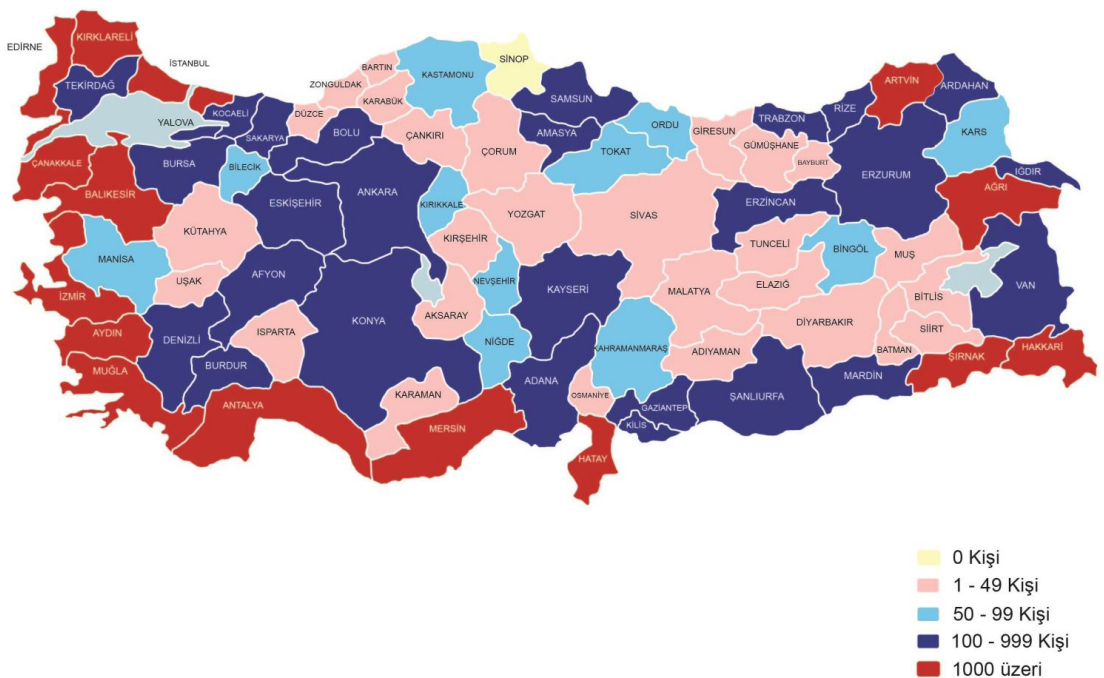 KIRKLARELİ
EDİRNE
İSTANBUL
TEKİRDAĞ
YALOVA
KOCAELİ
SAKARYA
DÜZCE
ZONGULDAK
BARTIN
KARABÜK
KASTAMONU
SİNOP
SAMSUN
ORDU
GİRESUN
TRABZON
RİZE
ARTVİN
ARDAHAN
KARS
IĞDIR
ÇANAKKALE
BALIKESİR
BURSA
BİLECİK
BOLU
ÇANKIRI
ÇORUM
AMASYA
TOKAT
GÜMÜŞHANE
BAYBURT
ERZURUM
AĞRI
ESKİŞEHİR
ANKARA
KIRIKKALE
YOZGAT
SİVAS
ERZİNCAN
KÜTAHYA
MANİSA
UŞAK
AFYON
KIRŞEHİR
NEVŞEHİR
KAYSERİ
TUNCELİ
BİNGÖL
MUŞ
VAN
İZMİR
AYDIN
DENİZLİ
ISPARTA
KONYA
AKSARAY
NİĞDE
MALATYA
ELAZIĞ
DİYARBAKIR
BİTLİS
SİİRT
BATMAN
ŞIRNAK
HAKKARİ
MUĞLA
BURDUR
ANTALYA
KARAMAN
MERSİN
ADANA
KAHRAMANMARAŞ
ADIYAMAN
OSMANİYE
GAZİANTEP
KİLİS
ŞANLIURFA
MARDİN
HATAY
0 Kişi
1 - 49 Kişi
50 - 99 Kişi
100 - 999 Kişi
1000 üzeri